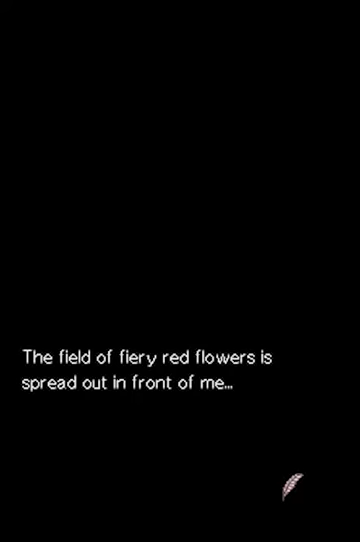 The field of fiery red flowers is
spread out in front of me...